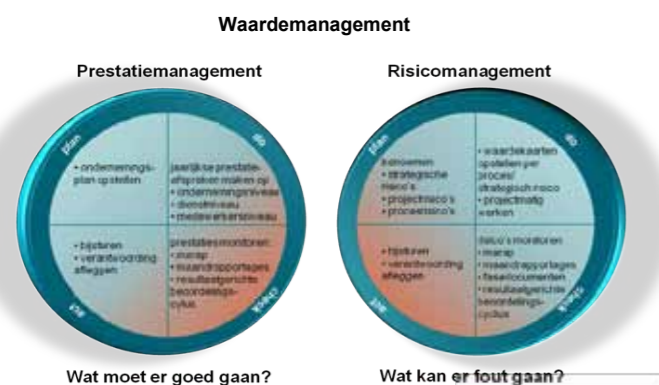 Waardemanagement
Prestatiemanagement
plan
do
• ondernemings-
plan opstellen
jaarlijkse prestatie-
afspraken maken op
• ondernemingsniveau
• dienstniveau
• medewerkersniveau
• bijsturen
• verantwoording
afleggen
prestaties monitoren:
• marap
• maandrapportages
• resultaatgerichte
beoordelings-
cyclus
act
check
Wat moet er goed gaan?
Risicomanagement
plan
do
benoemen
• strategische
risico's
• projectrisico's
• procesrisico's
• waardekaarten
opstellen per
proces/
strategisch risico
• projectmatig
werken
• bijsturen
• verantwoording
afleggen
risico's monitoren:
• marap
• maandrapportages
• fasedocumenten
• resultaatgerichte
beoordelings-
cyclus
act
check
Wat kan er fout gaan?